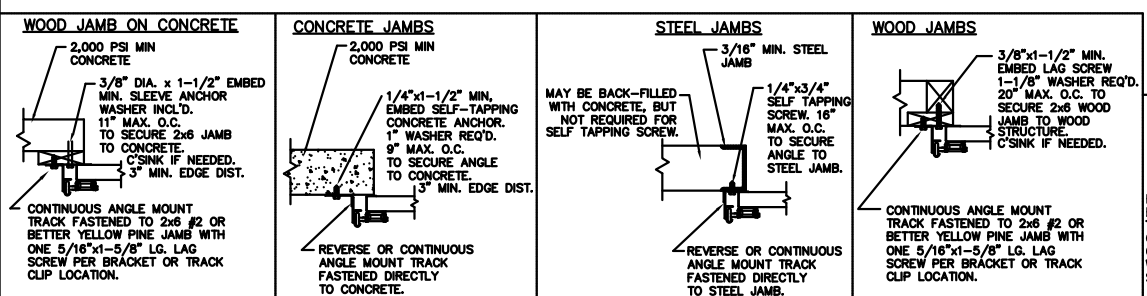 WOOD JAMB ON CONCRETE
2,000 PSI MIN
CONCRETE
3/8" DIA. x 1-1/2" EMBED
MIN. SLEEVE ANCHOR
WASHER INCL'D.
11" MAX. O.C.
TO SECURE 2x6 JAMB
TO CONCRETE.
C'SINK IF NEEDED.
3" MIN. EDGE DIST.
CONTINUOUS ANGLE MOUNT
TRACK FASTENED TO 2x6 #2 OR
BETTER YELLOW PINE JAMB WITH
ONE 5/16"x1-5/8" LG. LAG
SCREW PER BRACKET OR TRACK
CLIP LOCATION.
CONCRETE JAMBS
2,000 PSI MIN
CONCRETE
1/4"x1-1/2" MIN,
EMBED SELF-TAPPING
CONCRETE ANCHOR.
1" WASHER REQ'D.
9" MAX. O.C.
TO SECURE ANGLE
TO CONCRETE.
3" MIN. EDGE DIST.
REVERSE OR CONTINUOUS
ANGLE MOUNT TRACK
FASTENED DIRECTLY
TO CONCRETE.
STEEL JAMBS
3/16" MIN. STEEL
JAMB
MAY BE BACK-FILLED
WITH CONCRETE, BUT
NOT REQUIRED FOR
SELF TAPPING SCREW.
1/4"x3/4"
SELF TAPPING
SCREW. 16"
MAX. O.C.
TO SECURE
ANGLE TO
STEEL JAMB.
REVERSE OR CONTINUOUS
ANGLE MOUNT TRACK
FASTENED DIRECTLY
TO STEEL JAMB.
WOOD JAMBS
3/8"x1-1/2" MIN.
EMBED LAG SCREW
1-1/8" WASHER REQ'D.
20" MAX. O.C. TO
SECURE 2x6 WOOD
JAMB TO WOOD
STRUCTURE.
C'SINK IF NEEDED.
CONTINUOUS ANGLE MOUNT
TRACK FASTENED TO 2x6 #2 OR
BETTER YELLOW PINE JAMB WITH
ONE 5/16"x1-5/8" LG. LAG
SCREW PER BRACKET OR TRACK
CLIP LOCATION.